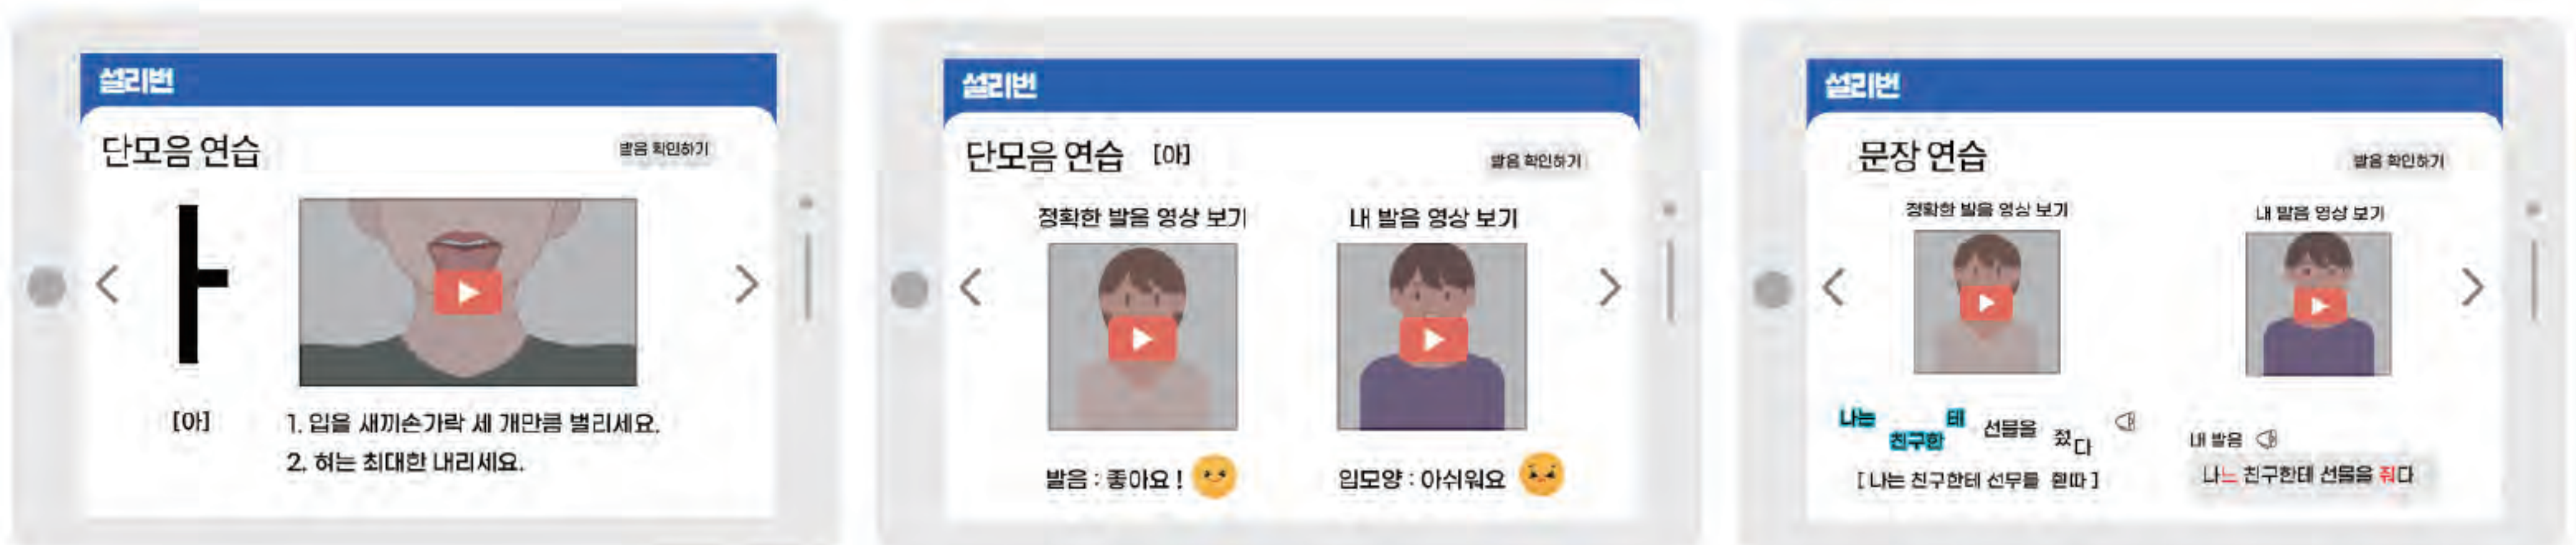 설리번
단모음 연습
발음 확인하기
ㅏ
[아]
1. 입을 새끼손가락 세 개만큼 벌리세요.
2. 혀는 최대한 내리세요.
설리번
단모음 연습 [아]
발음 확인하기
정확한 발음 영상 보기
내 발음 영상 보기
발음 : 좋아요 !
입모양 : 아쉬워요
설리번
문장 연습
발음 확인하기
정확한 발음 영상 보기
내 발음 영상 보기
나는 친구한테 선물을 줬다
[ 나는 친구한테 선무를 줟따 ]
내 발음
나느 친구한테 선물을 줘다